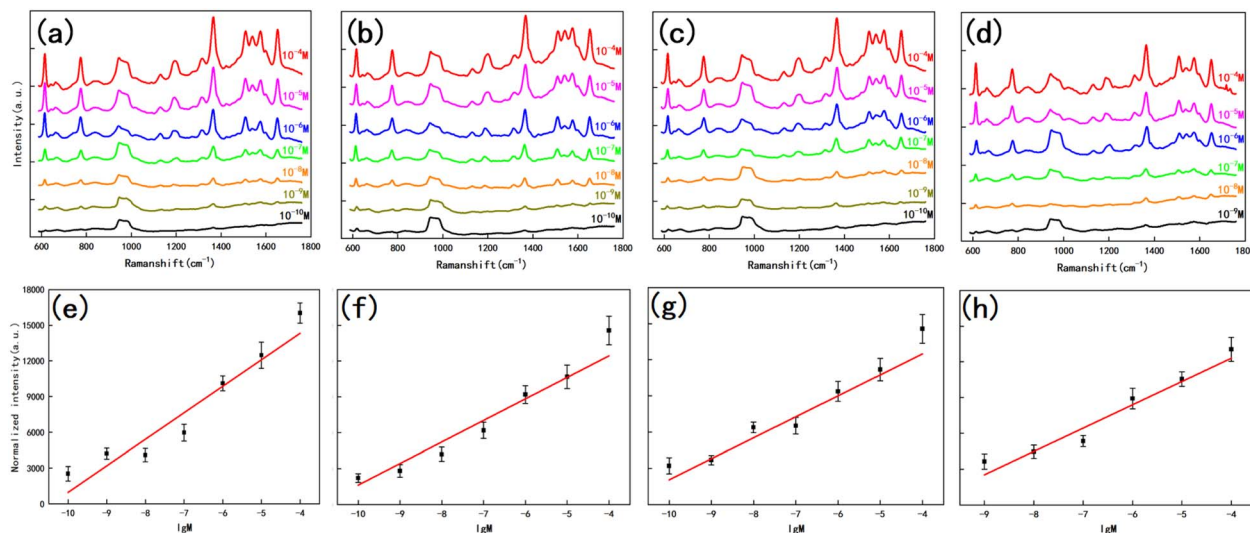 (a)
10⁻⁴M
10⁻⁵M
10⁻⁶M
10⁻⁷M
10⁻⁸M
10⁻⁹M
10⁻¹⁰M
Intensity(a.u.)
600 800 1000 1200 1400 1600 1800
Ramanshift(cm⁻¹)
(b)
10⁻⁴M
10⁻⁵M
10⁻⁶M
10⁻⁷M
10⁻⁸M
10⁻⁹M
10⁻¹⁰M
600 800 1000 1200 1400 1600 1800
Ramanshift(cm⁻¹)
(c)
10⁻⁴M
10⁻⁵M
10⁻⁶M
10⁻⁷M
10⁻⁸M
10⁻⁹M
10⁻¹⁰M
600 800 1000 1200 1400 1600 1800
Ramanshift(cm⁻¹)
(d)
10⁻⁴M
10⁻⁵M
10⁻⁶M
10⁻⁷M
10⁻⁸M
10⁻⁹M
600 800 1000 1200 1400 1600 1800
Ramanshift(cm⁻¹)
(e)
Normalized intensity(a.u.)
18000
15000
12000
9000
6000
3000
0
-10 -9 -8 -7 -6 -5 -4
lgM
(f)
-10 -9 -8 -7 -6 -5 -4
lgM
(g)
-10 -9 -8 -7 -6 -5 -4
lgM
(h)
-9 -8 -7 -6 -5 -4
lgM